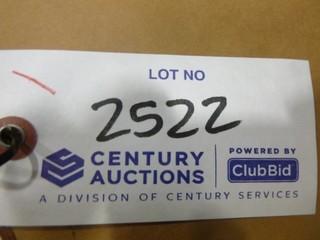 LOT NO
2522
CENTURY AUCTIONS
POWERED BY
ClubBid
A DIVISION OF CENTURY SERVICES